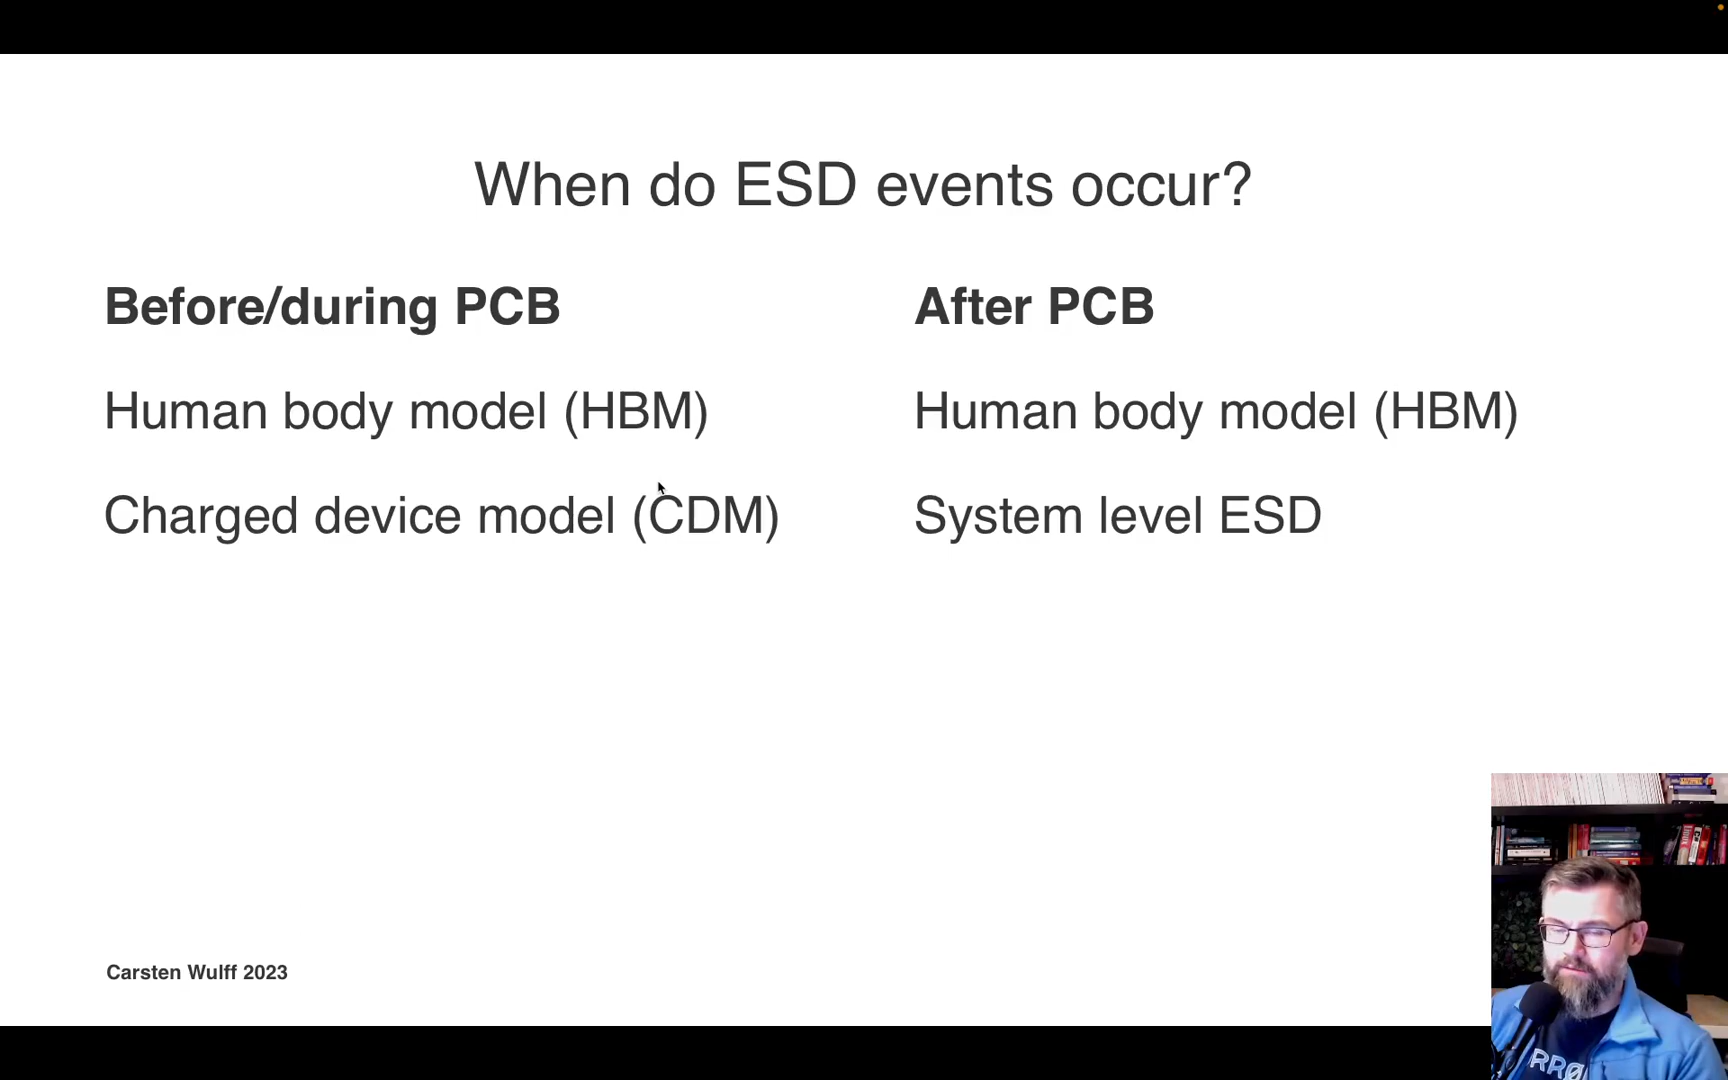 When do ESD events occur?
Before/during PCB
Human body model (HBM)
Charged device model (CDM)
After PCB
Human body model (HBM)
System level ESD
Carsten Wulff 2023